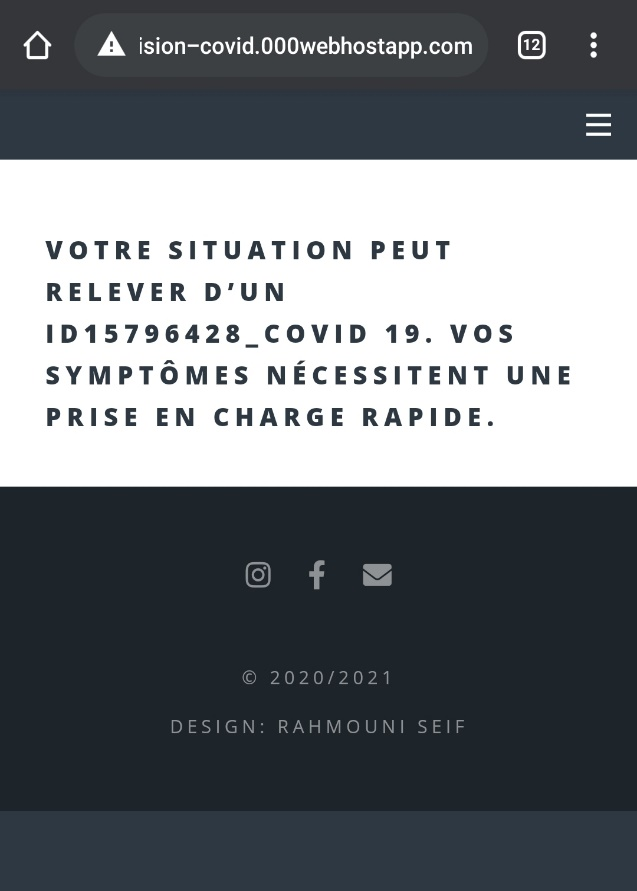 ision-covid.000webhostapp.com
12
VOTRE SITUATION PEUT
RELEVER D’UN
ID15796428_COVID 19. VOS
SYMPTÔMES NÉCESSITENT UNE
PRISE EN CHARGE RAPIDE.
© 2020/2021
DESIGN: RAHMOUNI SEIF